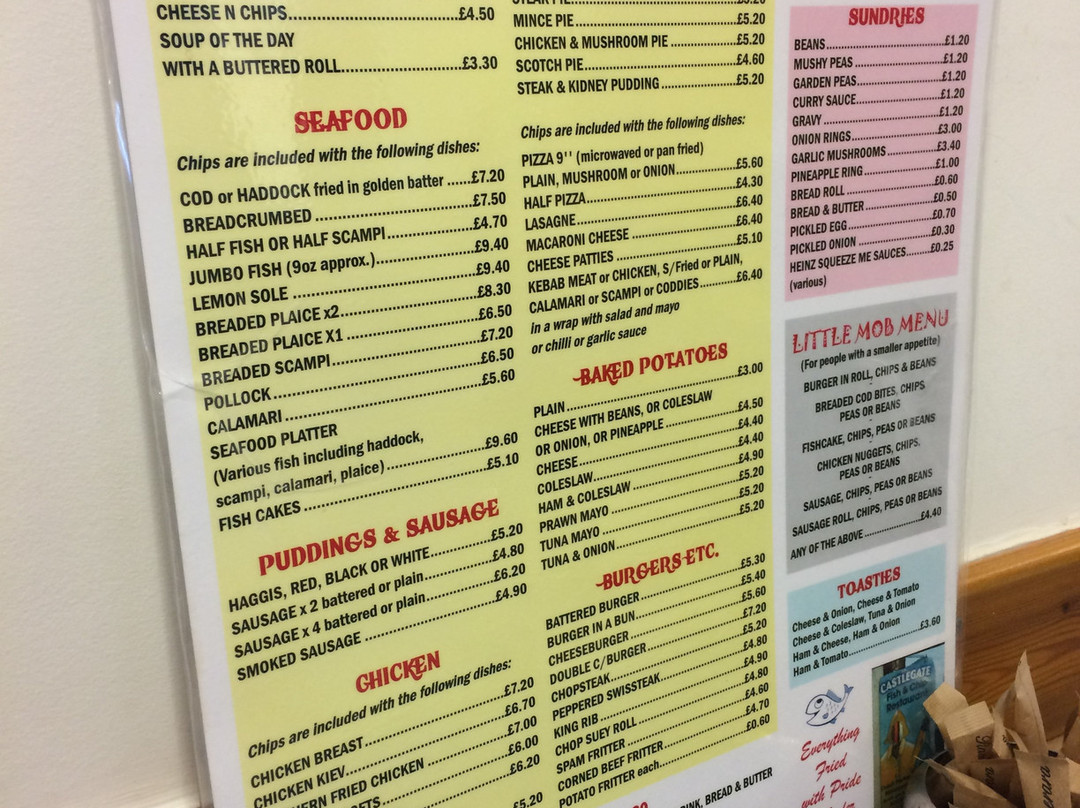 CHEESE N CHIPS....£4.50
SOUP OF THE DAY
WITH A BUTTERED ROLL....£3.30
SEAFOOD
Chips are included with the following dishes:
COD or HADDOCK fried in golden batter ....£7.20
BREADCRUMBED ....£7.50
HALF FISH OR HALF SCAMPI....£4.70
JUMBO FISH (9oz approx.)....£9.40
LEMON SOLE ....£9.40
BREADED PLAICE x2....£8.30
BREADED PLAICE X1 ....£6.50
BREADED SCAMPI....£7.20
POLLOCK....£6.50
CALAMARI ....£5.60
SEAFOOD PLATTER
(Various fish including haddock,
scampi, calamari, plaice)....£9.60
FISH CAKES ....£5.10
PUDDINGS & SAUSAGE
HAGGIS, RED, BLACK OR WHITE....£5.20
SAUSAGE x 2 battered or plain....£4.80
SAUSAGE x 4 battered or plain....£6.20
SMOKED SAUSAGE ....£4.90
CHICKEN
Chips are included with the following dishes:
CHICKEN BREAST....£7.20
CHICKEN KIEV....£6.70
FRIED CHICKEN ....£7.00
£6.00
£6.20
£5.20
MINCE PIE ....£5.20
CHICKEN & MUSHROOM PIE ....£5.20
SCOTCH PIE....£4.60
STEAK & KIDNEY PUDDING ....£5.20
Chips are included with the following dishes:
PIZZA 9'' (microwaved or pan fried)
PLAIN, MUSHROOM or ONION....£5.60
HALF PIZZA....£4.30
LASAGNE....£6.40
MACARONI CHEESE ....£6.40
CHEESE PATTIES ....£5.10
KEBAB MEAT or CHICKEN, S/Fried or PLAIN,
CALAMARI or SCAMPI or CODDIES....£6.40
in a wrap with salad and mayo
or chilli or garlic sauce
BAKED POTATOES
PLAIN....£3.00
CHEESE WITH BEANS, OR COLESLAW
OR ONION, OR PINEAPPLE ....£4.50
CHEESE....£4.40
COLESLAW....£4.40
HAM & COLESLAW ....£4.90
PRAWN MAYO ....£5.20
TUNA MAYO ....£5.20
TUNA & ONION....£5.20
BURGERS ETC.
BATTERED BURGER....£5.30
BURGER IN A BUN....£5.40
CHEESEBURGER....£5.60
DOUBLE C/BURGER....£7.20
CHOPSTEAK....£5.20
PEPPERED SWISSTEAK....£4.80
KING RIB ....£4.90
CHOP SUEY ROLL ....£4.80
SPAM FRITTER ....£4.60
CORNED BEEF FRITTER ....£4.70
POTATO FRITTER each....£0.60
BREAD & BUTTER
SUNDRIES
BEANS....£1.20
MUSHY PEAS ....£1.20
GARDEN PEAS....£1.20
CURRY SAUCE....£1.20
GRAVY ....£1.20
ONION RINGS....£3.00
GARLIC MUSHROOMS ....£3.40
PINEAPPLE RING....£1.00
BREAD ROLL ....£0.60
BREAD & BUTTER ....£0.50
PICKLED EGG....£0.70
PICKLED ONION ....£0.30
HEINZ SQUEEZE ME SAUCES....£0.25
(various)
LITTLE MOB MENU
(For people with a smaller appetite)
BURGER IN ROLL, CHIPS & BEANS
-
BREADED COD BITES, CHIPS
PEAS OR BEANS
-
FISHCAKE, CHIPS, PEAS OR BEANS
-
CHICKEN NUGGETS, CHIPS,
PEAS OR BEANS
-
SAUSAGE, CHIPS, PEAS OR BEANS
-
SAUSAGE ROLL, CHIPS, PEAS OR BEANS
ANY OF THE ABOVE ....£4.40
TOASTIES
Cheese & Onion, Cheese & Tomato
Cheese & Coleslaw, Tuna & Onion
Ham & Cheese, Ham & Onion
Ham & Tomato....£3.60
CASTLEGATE
Fish & Chip
Restaurant
Everything
Fried
with Pride